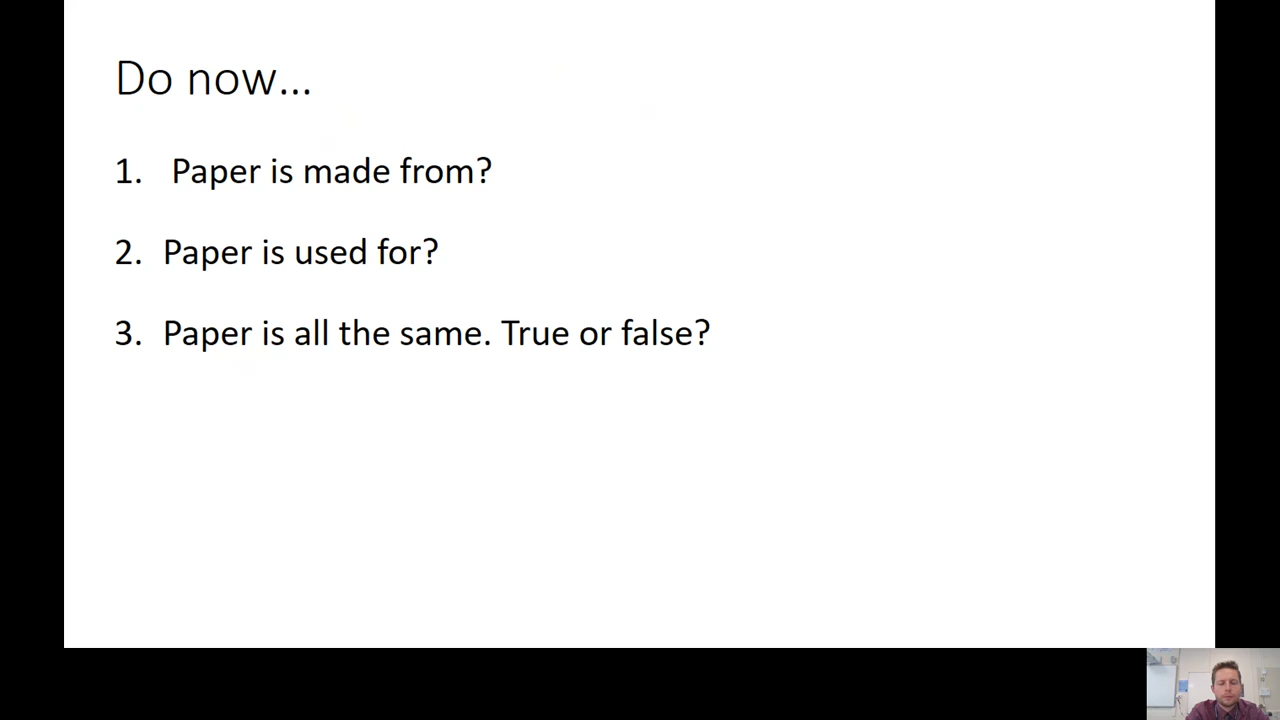 Do now...
1. Paper is made from?
2. Paper is used for?
3. Paper is all the same. True or false?